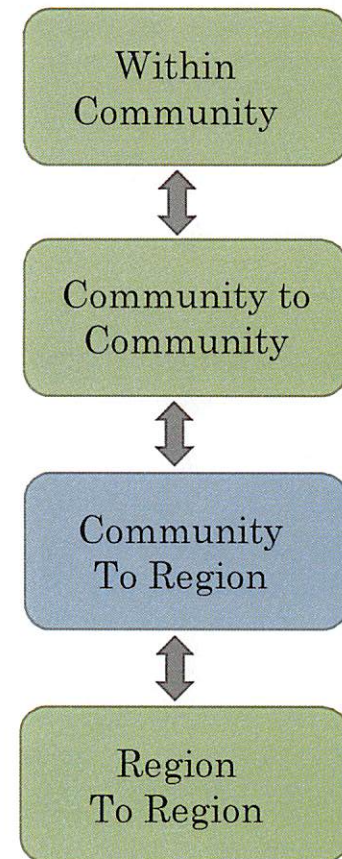 Within
Community
Community to
Community
Community
To Region
Region
To Region